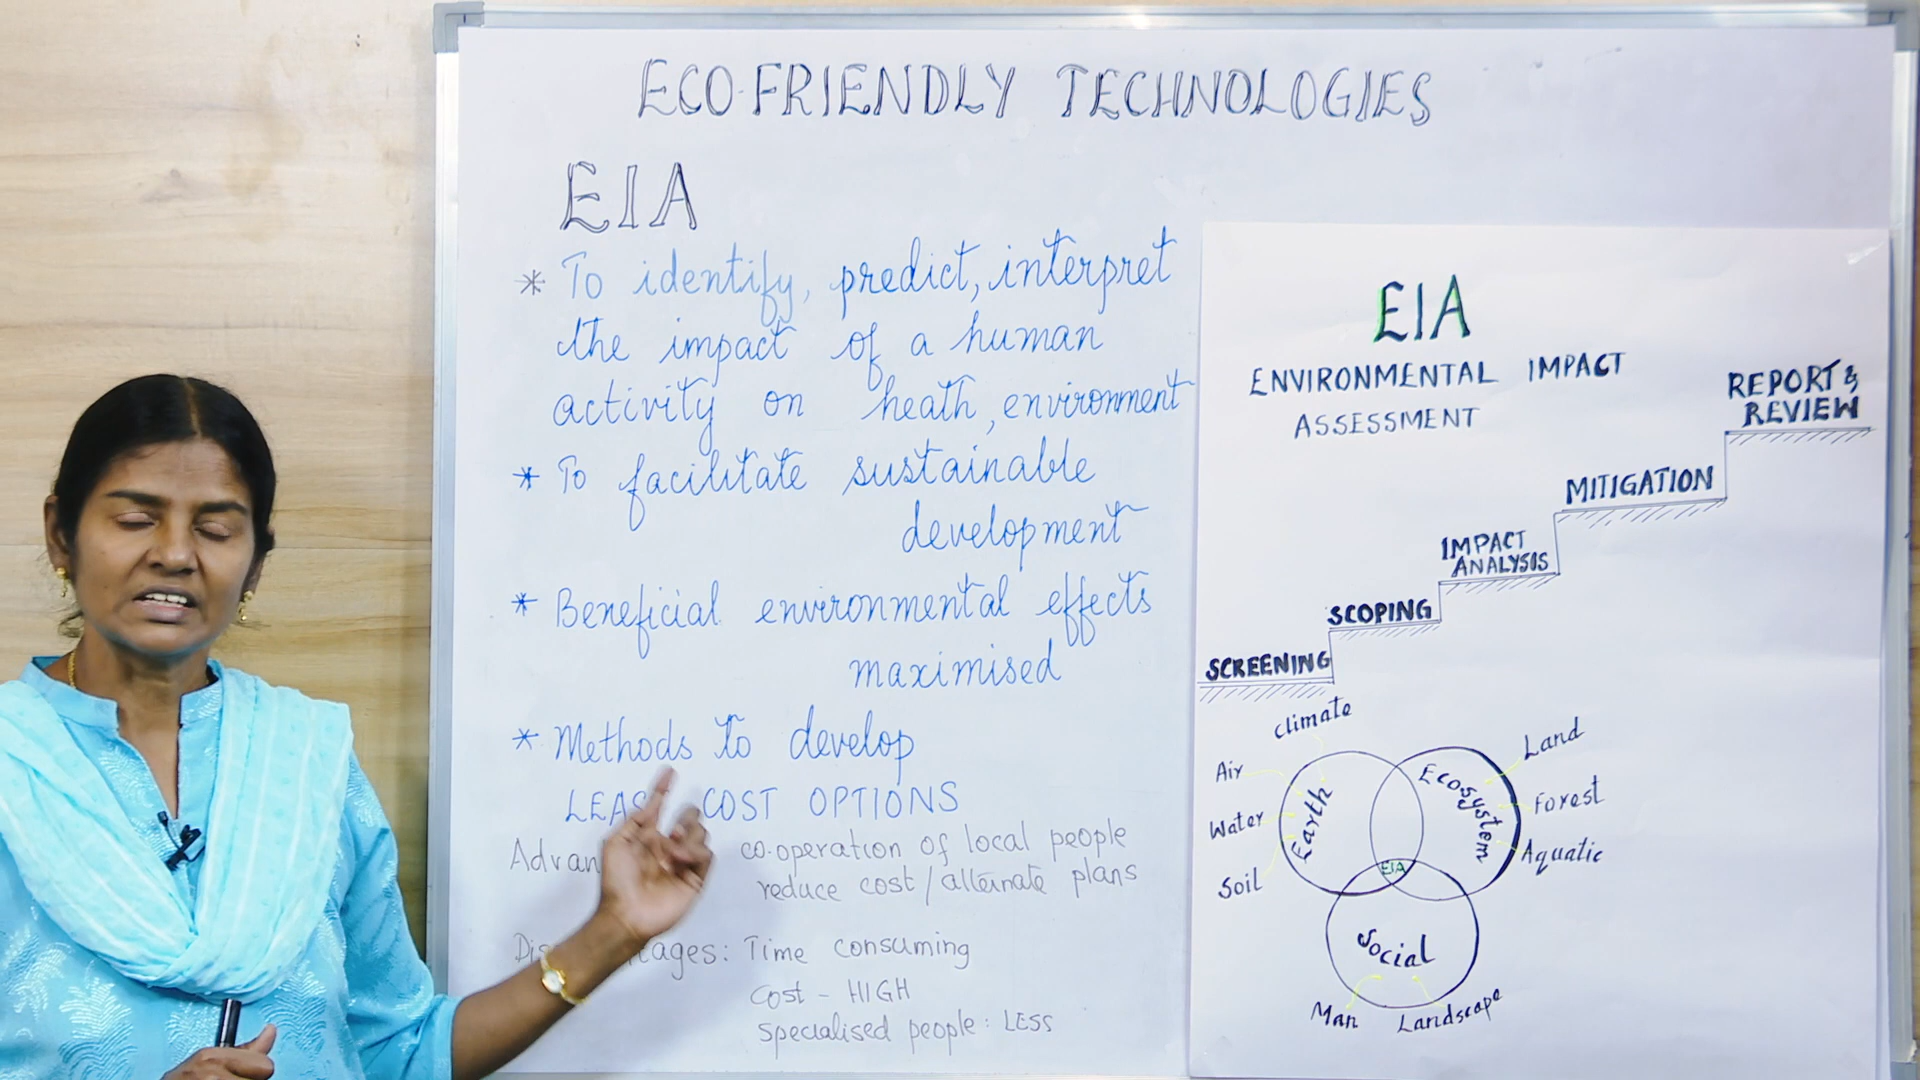 ECO-FRIENDLY TECHNOLOGIES
EIA
* To identify, predict, interpret
the impact of a human
activity on heath, environment
* To facilitate sustainable
development
* Beneficial environmental effects
maximised
* Methods to develop
COST OPTIONS
co-operation of local people
reduce cost / alternate plans
Time consuming
Cost - HIGH
specialised people : LESS
EIA
ENVIRONMENTAL IMPACT
ASSESSMENT
REPORT &
REVIEW
MITIGATION
IMPACT
ANALYSIS
SCOPING
SCREENING
climate
Air
Water
Soil
Earth
Ecosystem
Land
Forest
Aquatic
EIA
Social
Man
Landscape